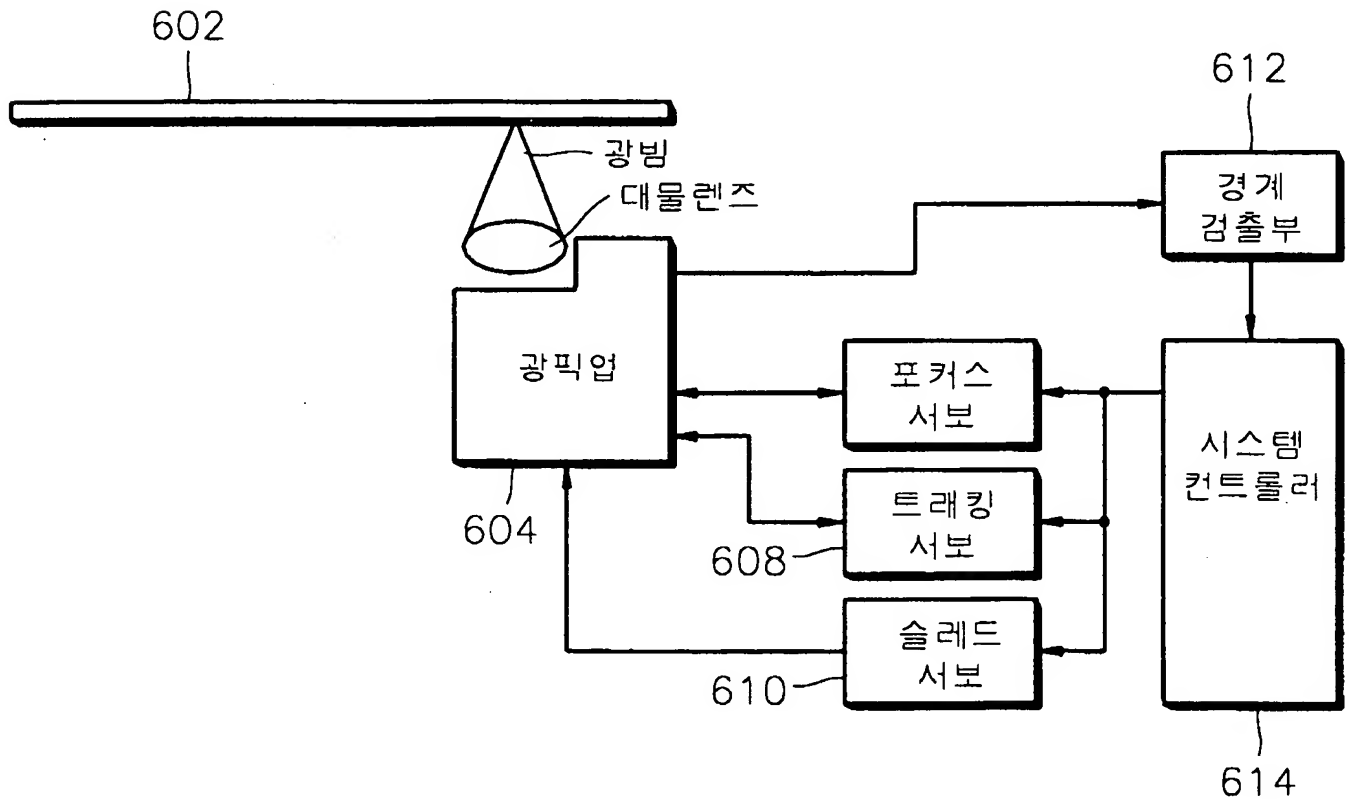 602
612
광빔
대물렌즈
경계
검출부
광픽업
포커스
서보
시스템
컨트롤러
604
트래킹
서보
608
슬레드
서보
610
614